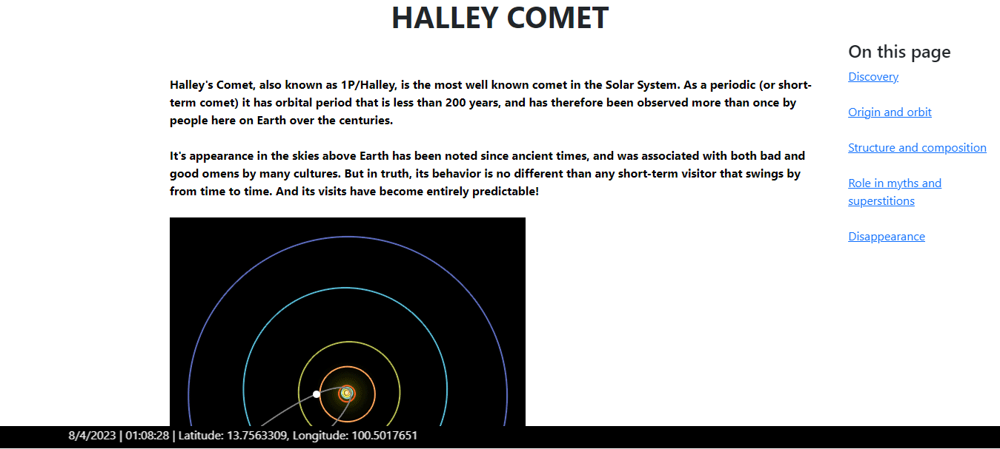 HALLEY COMET
Halley's Comet, also known as 1P/Halley, is the most well known comet in the Solar System. As a periodic (or short-
term comet) it has orbital period that is less than 200 years, and has therefore been observed more than once by
people here on Earth over the centuries.
It's appearance in the skies above Earth has been noted since ancient times, and was associated with both bad and
good omens by many cultures. But in truth, its behavior is no different than any short-term visitor that swings by
from time to time. And its visits have become entirely predictable!
On this page
Discovery
Origin and orbit
Structure and composition
Role in myths and
superstitions
Disappearance
8/4/2023 | 01:08:28 | Latitude: 13.7563309, Longitude: 100.5017651